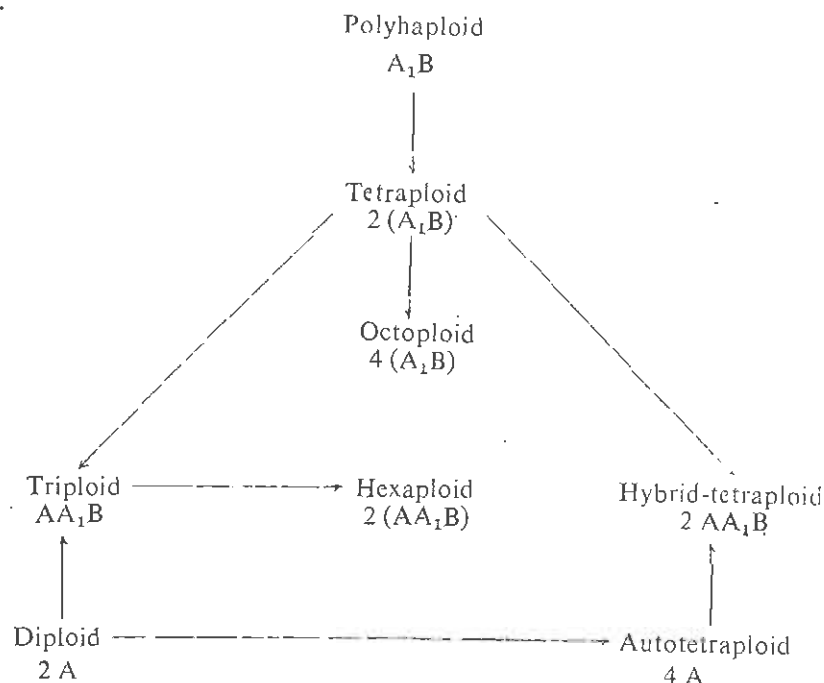 Polyhaploid
A₁B
Tetraploid
2 (A₁B)
Octoploid
4 (A₁B)
Triploid
AA₁B
Hexaploid
2 (AA₁B)
Hybrid-tetraploid
2 AA₁B
Diploid
2 A
Autotetraploid
4 A